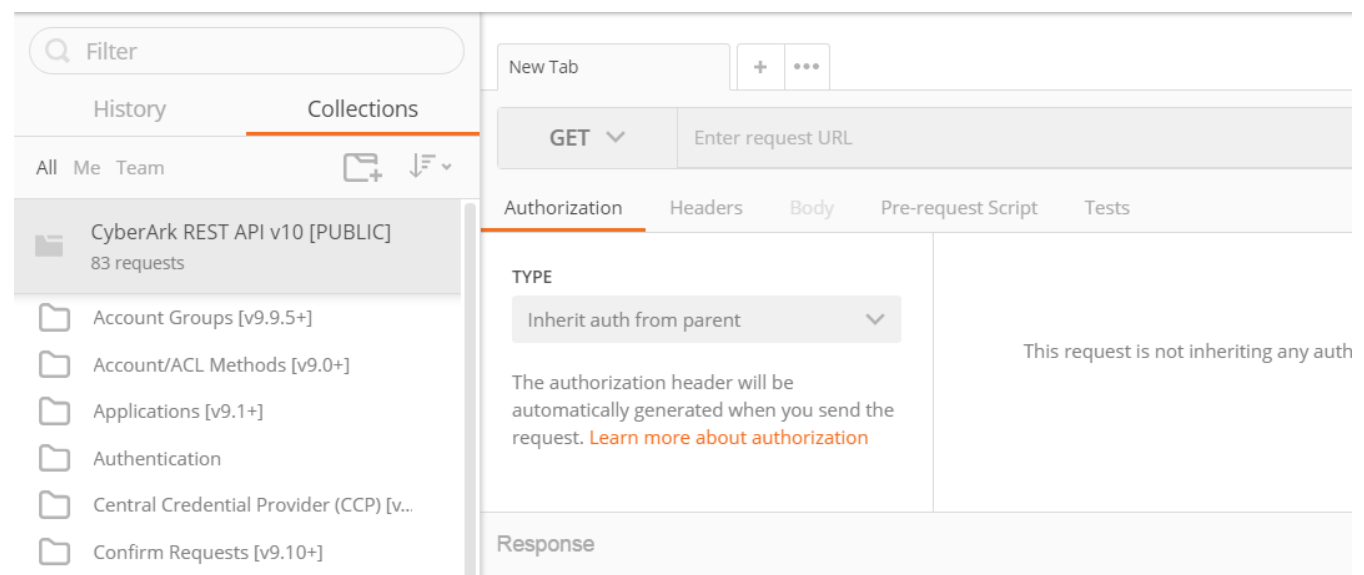 Filter
History Collections
All Me Team
CyberArk REST API v10 [PUBLIC]
83 requests
Account Groups [v9.9.5+]
Account/ACL Methods [v9.0+]
Applications [v9.1+]
Authentication
Central Credential Provider (CCP) [v...
Confirm Requests [v9.10+]
New Tab
GET Enter request URL
Authorization Headers Body Pre-request Script Tests
TYPE
Inherit auth from parent
The authorization header will be
automatically generated when you send the
request. Learn more about authorization
This request is not inheriting any auth
Response